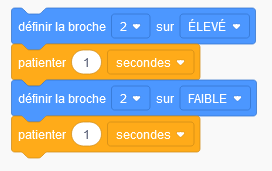 définir la broche 2 sur ÉLEVÉ
patienter 1 secondes
définir la broche 2 sur FAIBLE
patienter 1 secondes